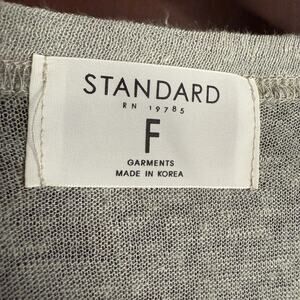 STANDARD
RN 19785
F
GARMENTS
MADE IN KOREA